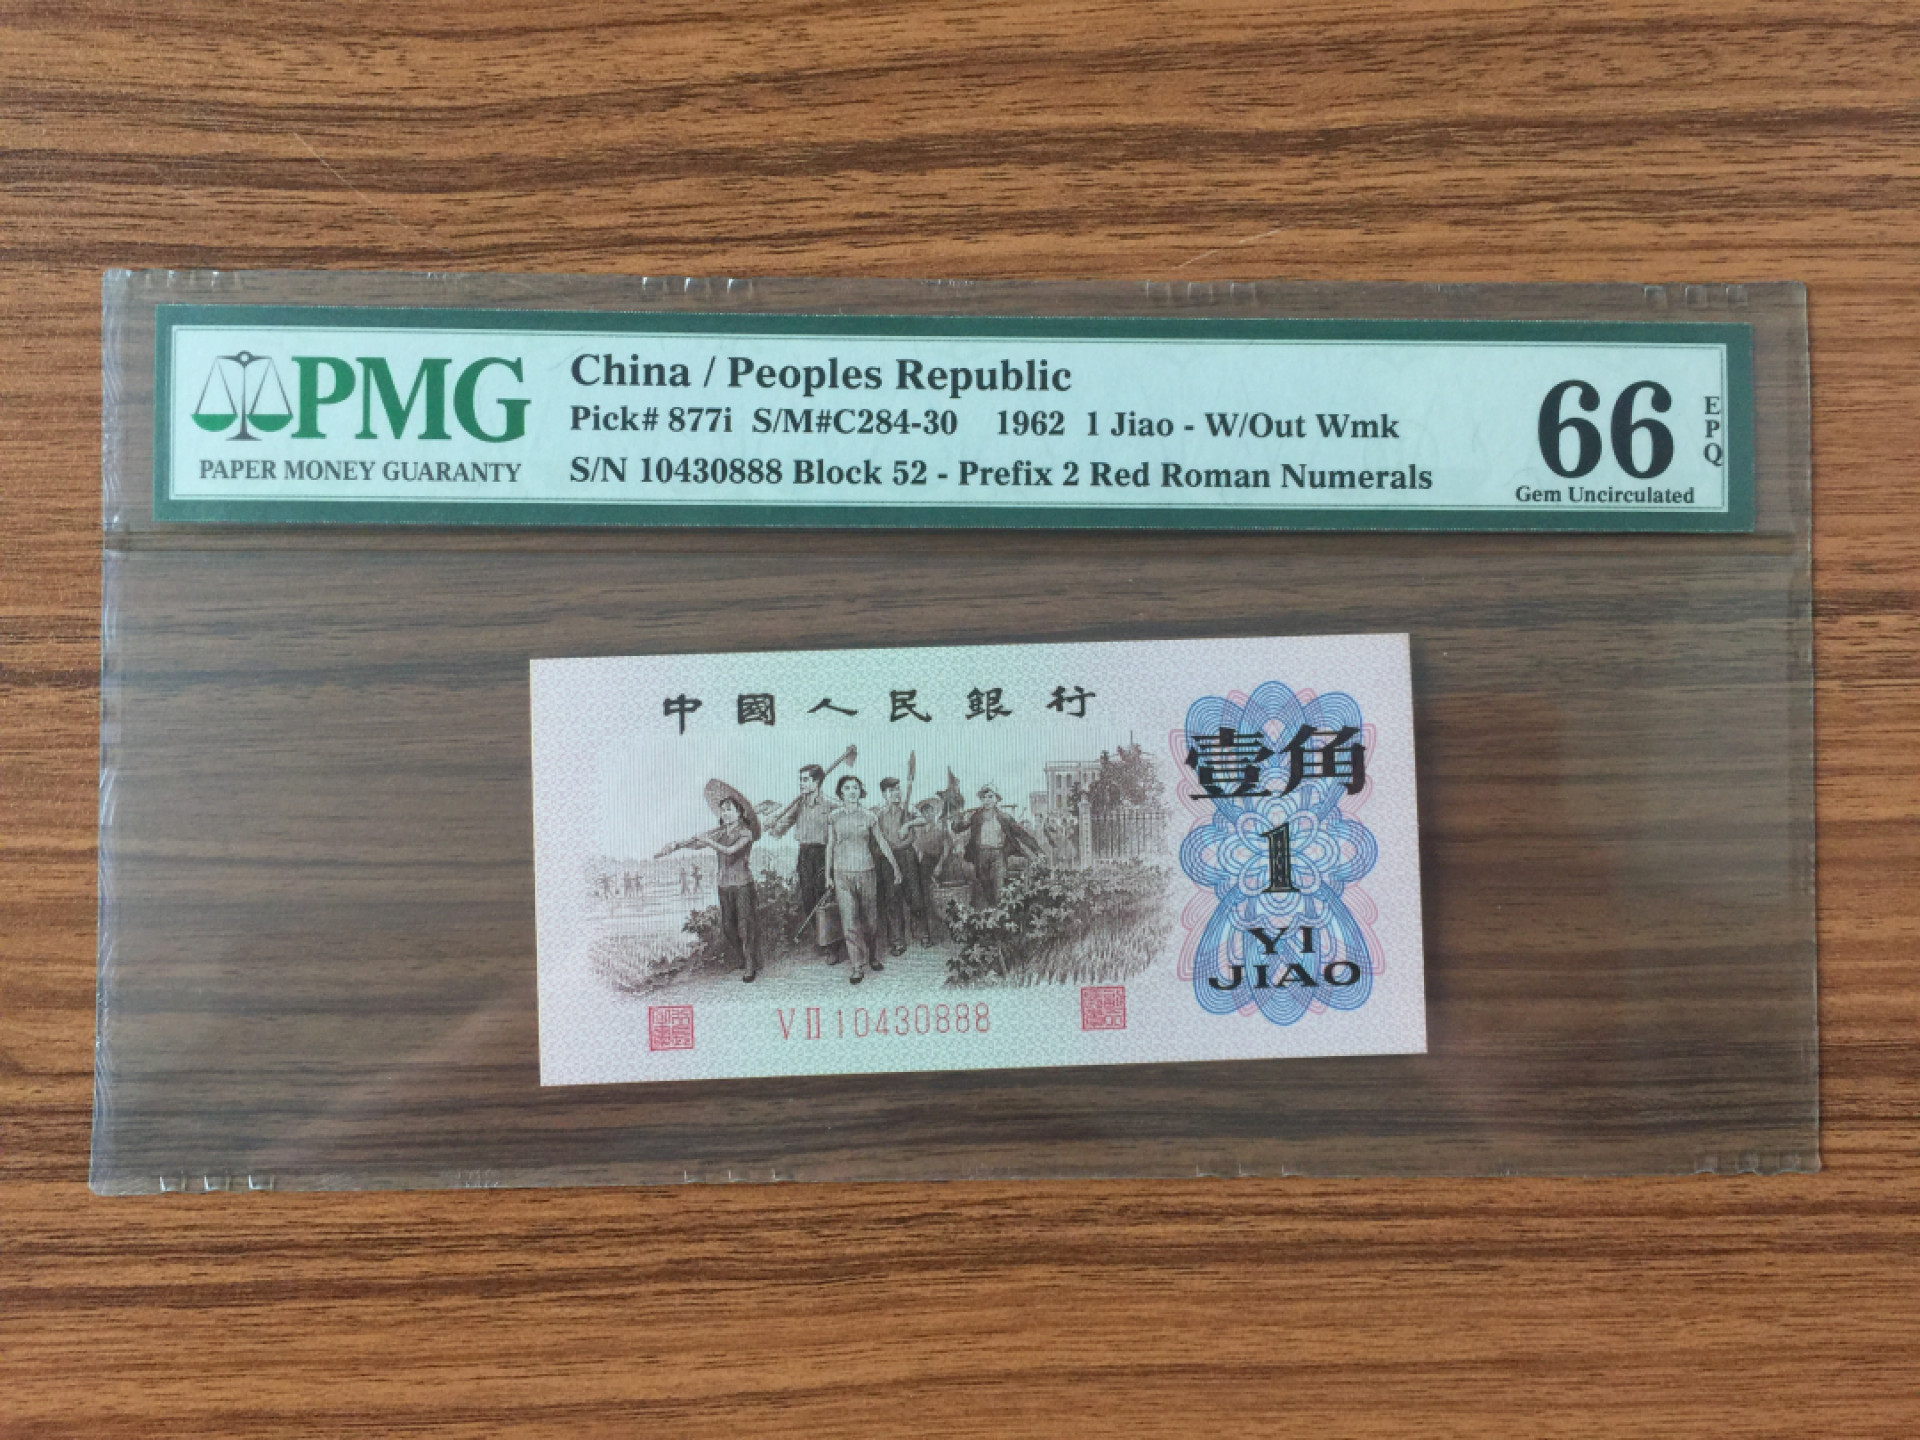 PMG
PAPER MONEY GUARANTY
China / Peoples Republic
Pick# 877i S/M#C284-30 1962 1 Jiao - W/Out Wmk
S/N 10430888 Block 52 - Prefix 2 Red Roman Numerals
66
EPQ
Gem Uncirculated
中國人民銀行
壹角
1
YI
JIAO
VII 10430888